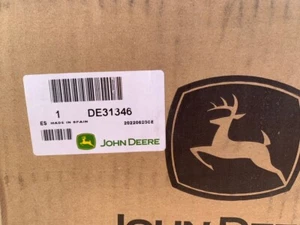 1 DE31346
ES MADE IN SPAIN
JOHN DEERE
JOHN DEE